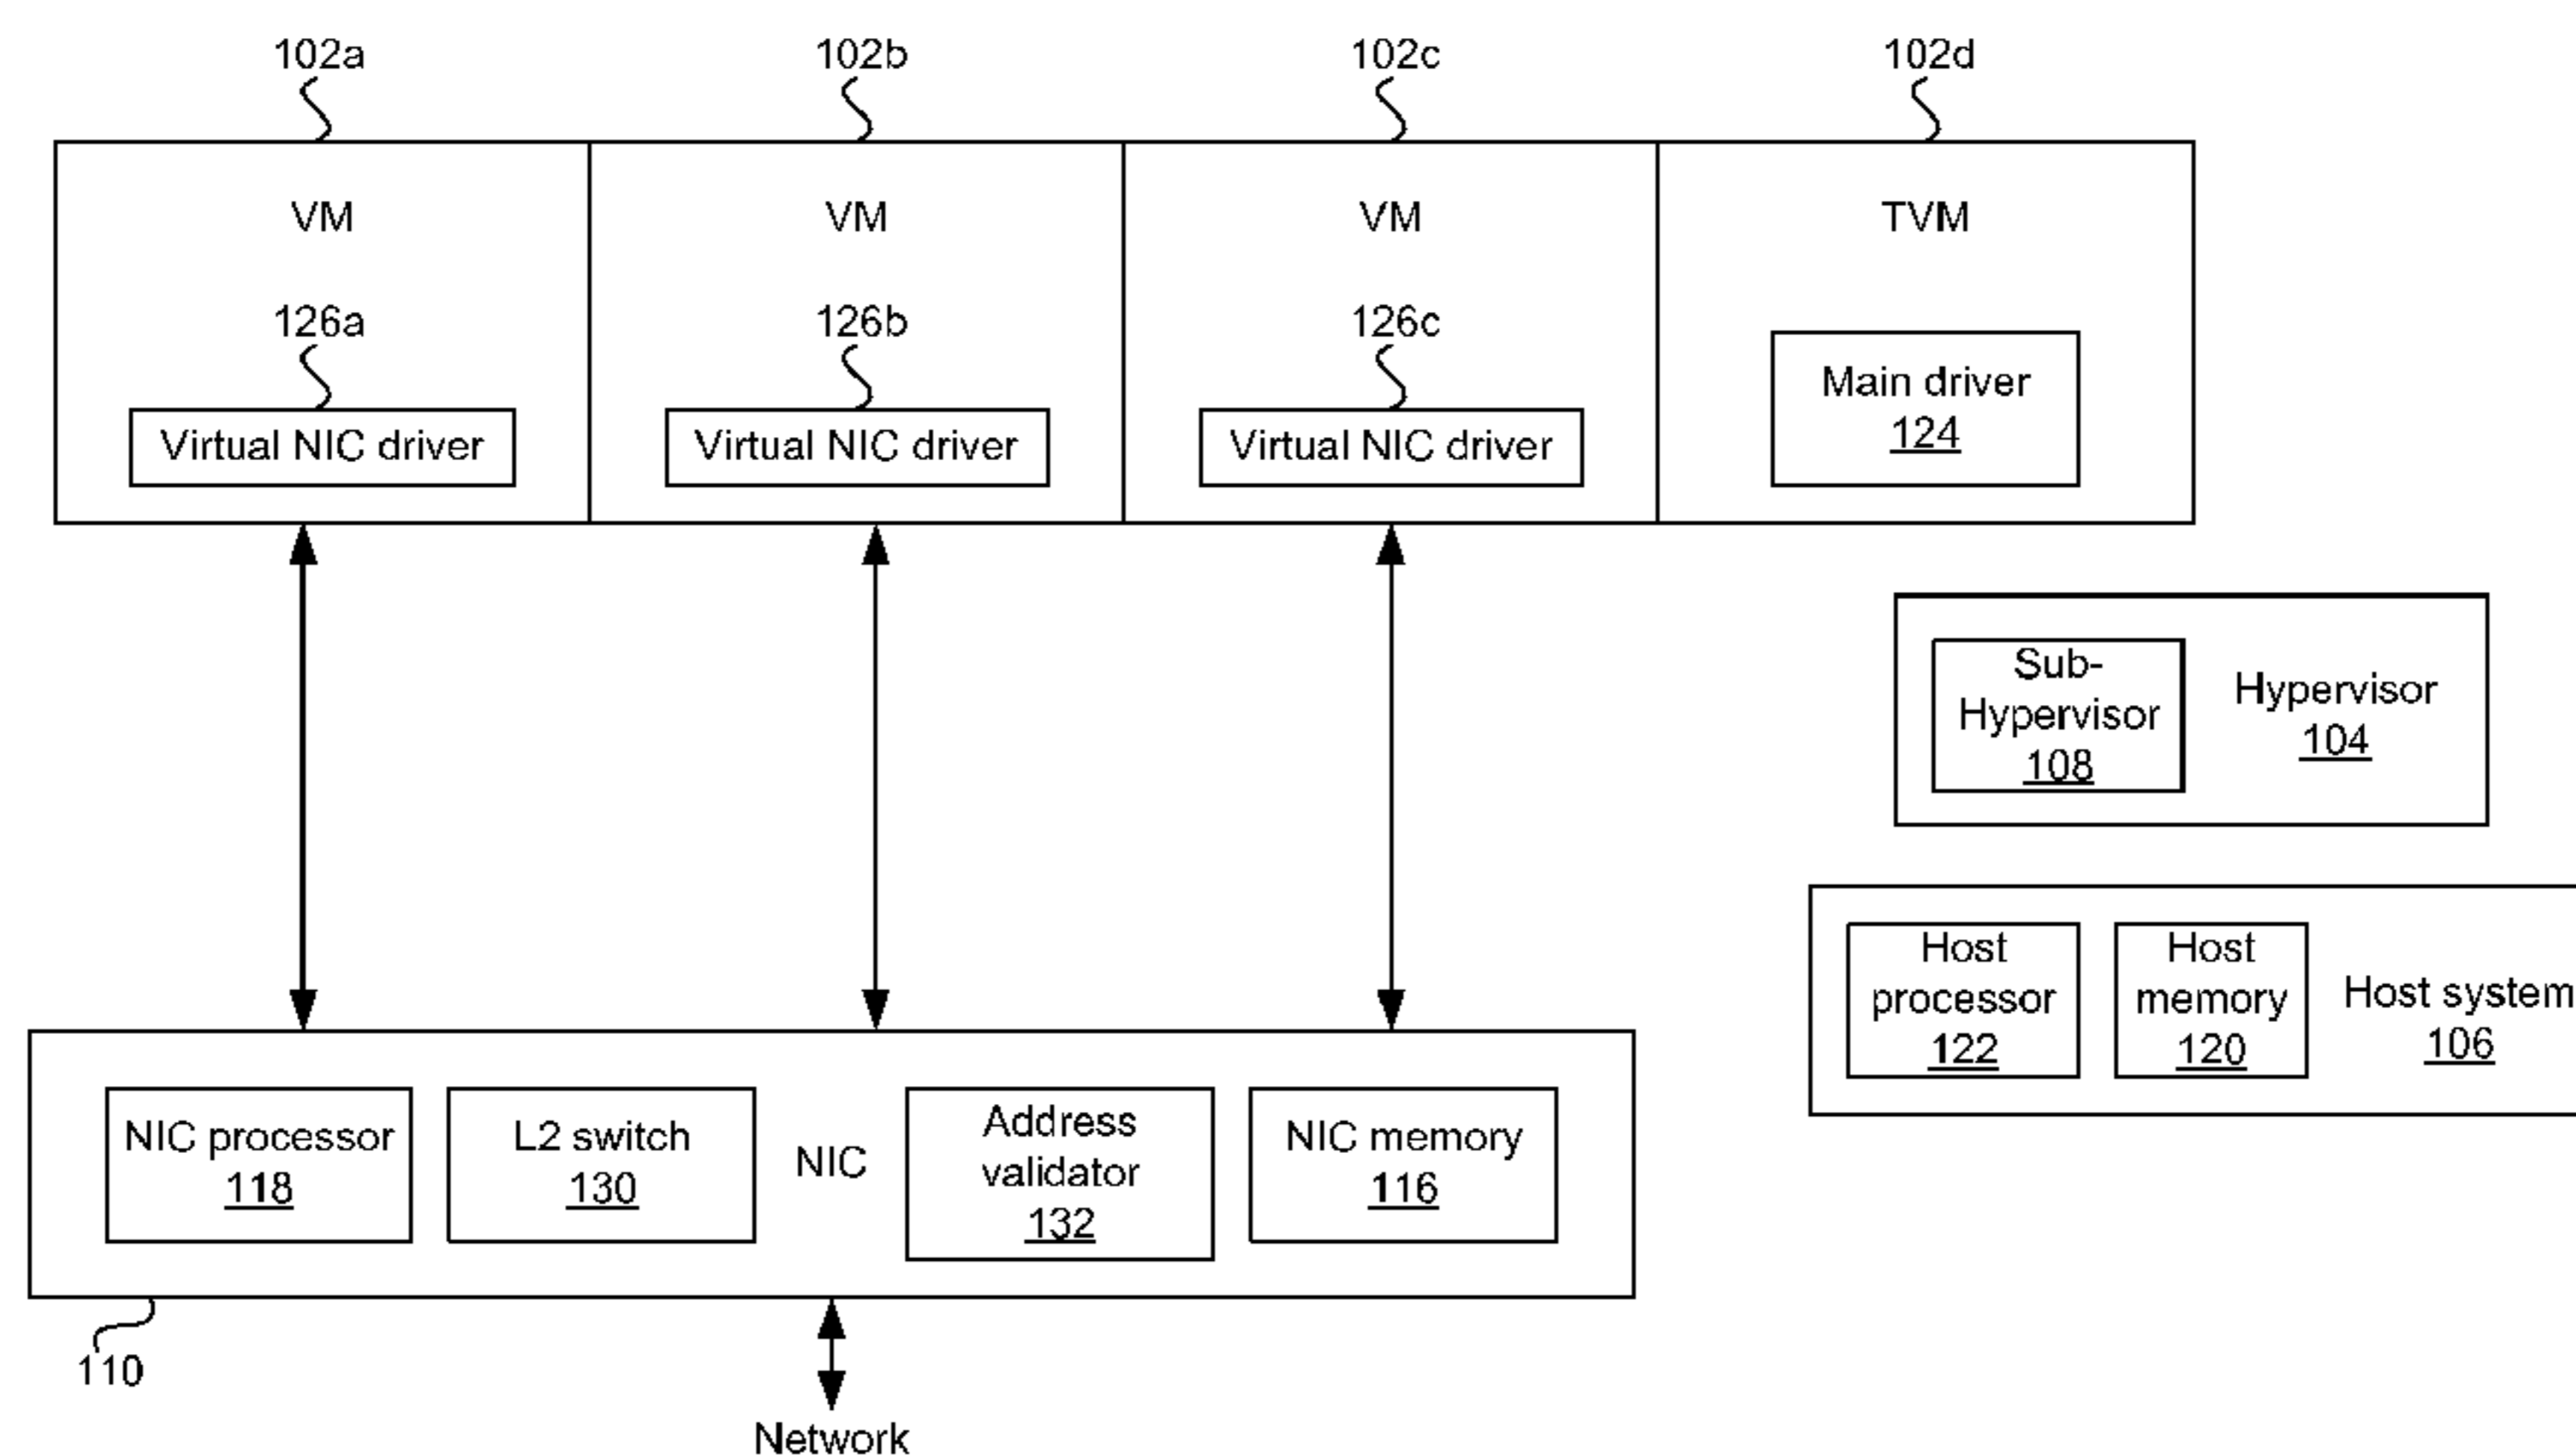 102a 102b 102c 102d
VM VM VM TVM
126a 126b 126c
Main driver
124
Virtual NIC driver Virtual NIC driver Virtual NIC driver
Sub-
Hypervisor
108
Hypervisor
104
Host
processor
122
Host
memory
120
Host system
106
NIC processor
118
L2 switch
130
NIC
Address
validator
132
NIC memory
116
110
Network